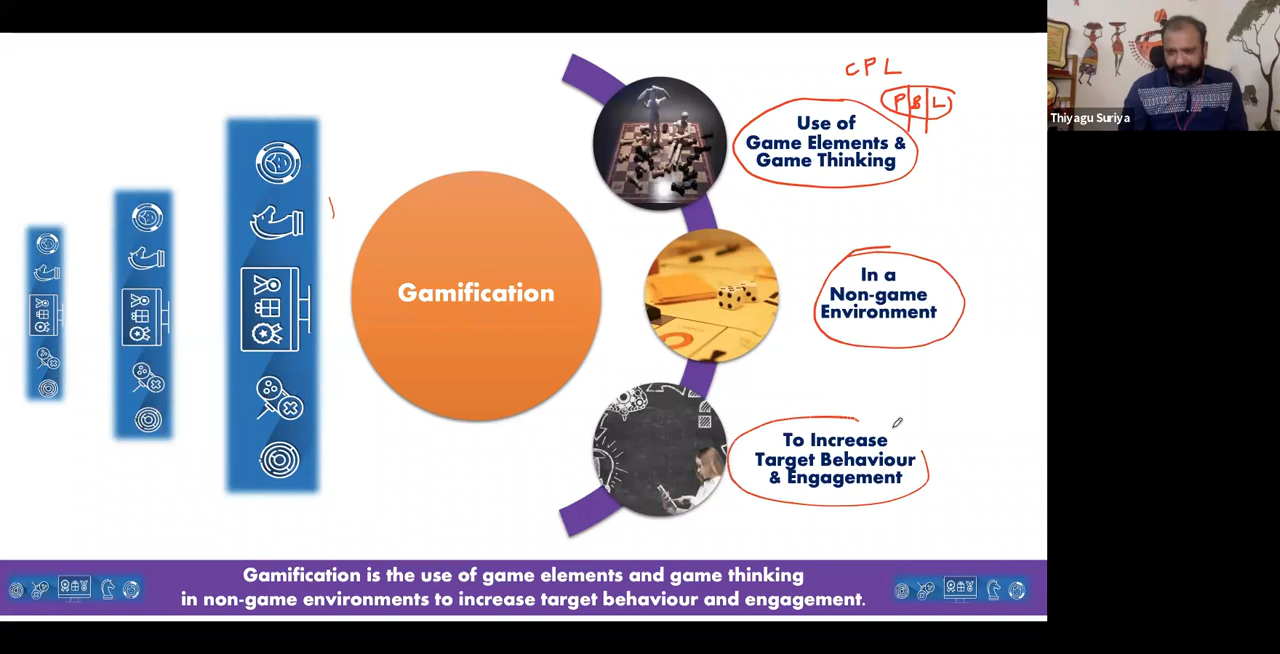 CPL
PBL
Use of
Game Elements &
Game Thinking
Thiyagu Suriya
Gamification
In a
Non-game
Environment
To Increase
Target Behaviour
& Engagement
Gamification is the use of game elements and game thinking
in non-game environments to increase target behaviour and engagement.